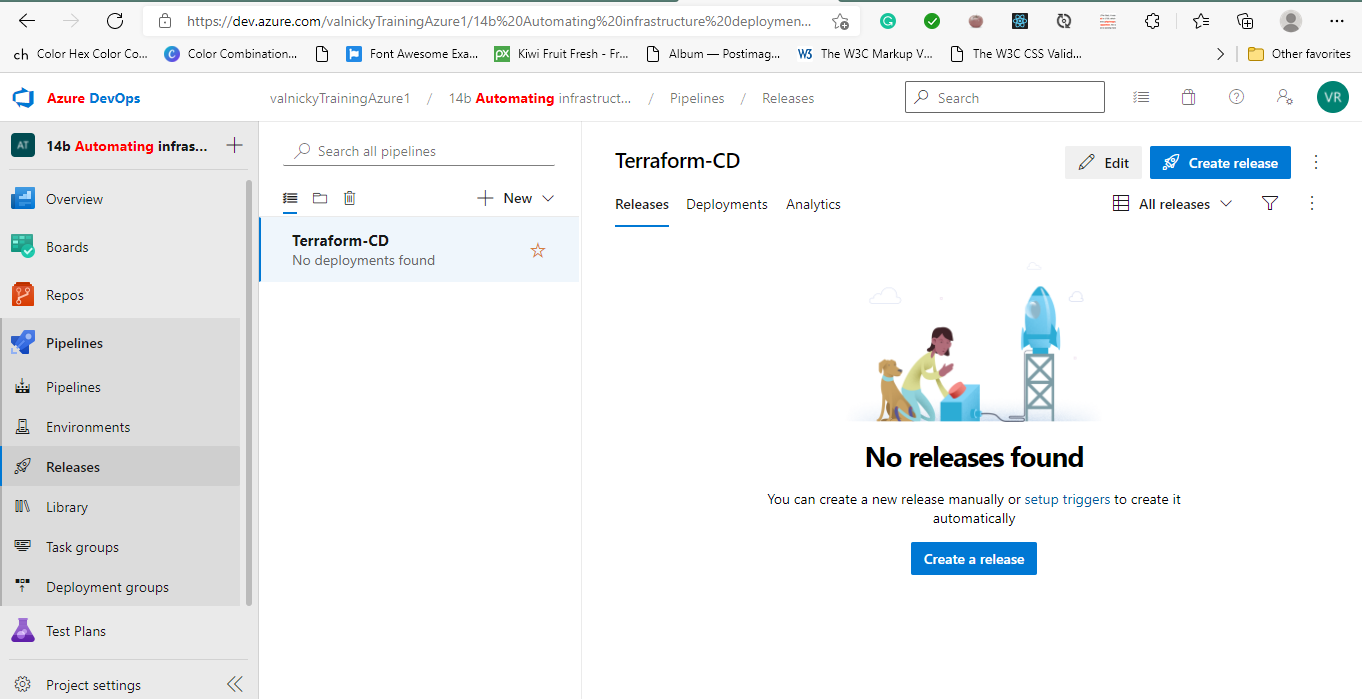 https://dev.azure.com/valnickyTrainingAzure1/14b%20Automating%20infrastructure%20deploymen...
ch Color Hex Color Co... C Color Combination... Font Awesome Exa... px Kiwi Fruit Fresh - Fr... Album — Postimag... W3 The W3C Markup V... The W3C CSS Valid... Other favorites
Azure DevOps valnickyTrainingAzure1 / 14b Automating infrastruct... / Pipelines / Releases Search VR
AT 14b Automating infras...
Overview
Boards
Repos
Pipelines
Pipelines
Environments
Releases
Library
Task groups
Deployment groups
Test Plans
Project settings
Search all pipelines
New
Terraform-CD
No deployments found
Terraform-CD
Edit Create release
Releases Deployments Analytics All releases
No releases found
You can create a new release manually or setup triggers to create it
automatically
Create a release